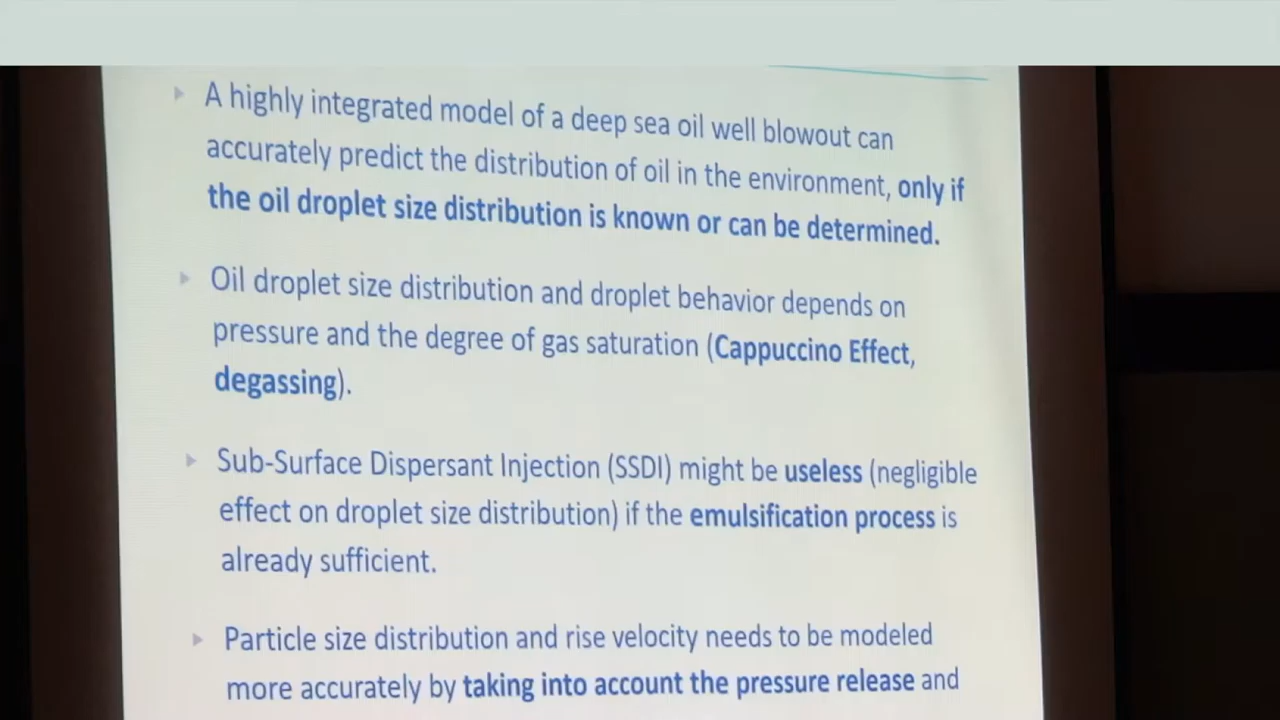 A highly integrated model of a deep sea oil well blowout can
accurately predict the distribution of oil in the environment, only if
the oil droplet size distribution is known or can be determined.
Oil droplet size distribution and droplet behavior depends on
pressure and the degree of gas saturation (Cappuccino Effect,
degassing).
Sub-Surface Dispersant Injection (SSDI) might be useless (negligible
effect on droplet size distribution) if the emulsification process is
already sufficient.
Particle size distribution and rise velocity needs to be modeled
more accurately by taking into account the pressure release and